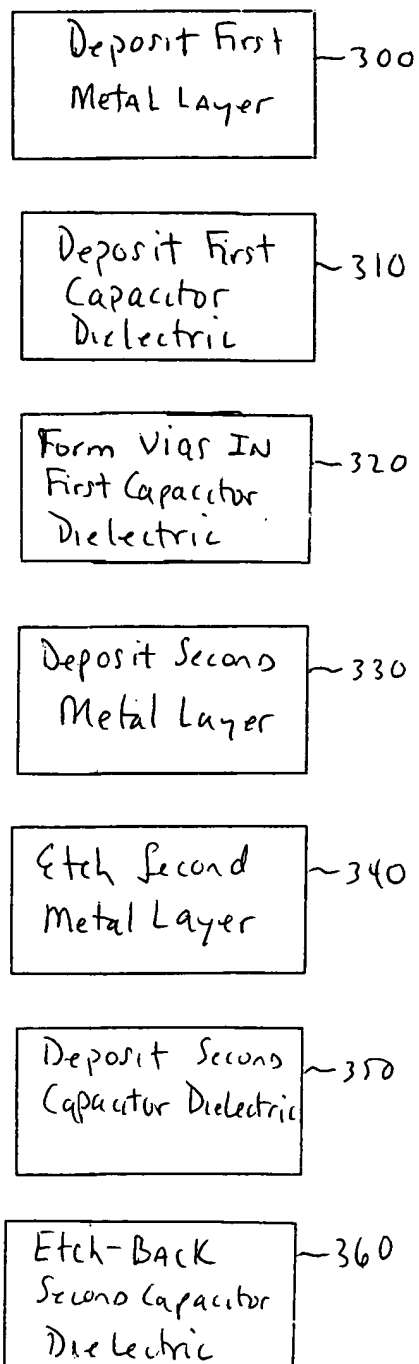 Deposit First
Metal Layer
300
Deposit First
Capacitor
Dielectric
310
Form Vias In
First Capacitor
Dielectric
320
Deposit Second
Metal Layer
330
Etch Second
Metal Layer
340
Deposit Second
Capacitor Dielectric
350
Etch-Back
Second Capacitor
Dielectric
360